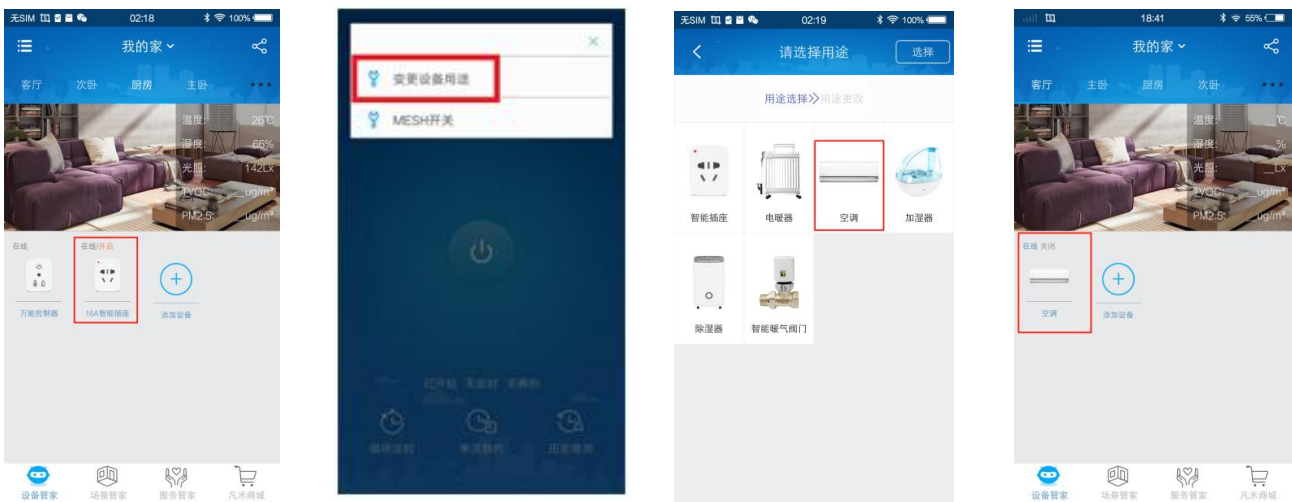 无SIM 02:18 100%
我的家
客厅 次卧 厨房 主卧
温度: 26℃
湿度: 66%
光照: 142Lx
TVOC: __ug/m³
PM2.5: __ug/m³
在线 在线/开启
万能控制器 16A智能插座 添加设备
设备管家 场景管家 服务管家 凡米商城
变更设备用途
MESH开关
无SIM 02:19 100%
请选择用途 选择
用途选择 用途更改
智能插座 电暖器 空调 加湿器
除湿器 智能暖气阀门
18:41 55%
我的家
客厅 主卧 厨房 次卧
温度: __℃
湿度: __%
光照: __Lx
TVOC: __ug/m³
PM2.5: __ug/m³
在线 关闭
空调 添加设备
设备管家 场景管家 服务管家 凡米商城